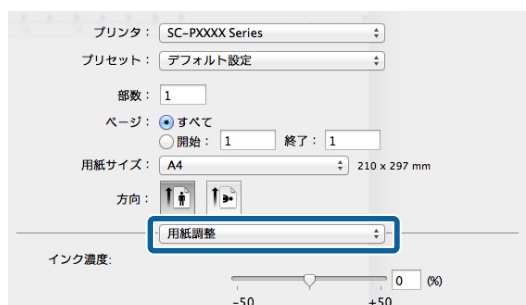 プリンタ： SC-PXXXX Series
プリセット： デフォルト設定
部数： 1
ページ： すべて
開始： 1 終了： 1
用紙サイズ： A4 210 x 297 mm
方向：
用紙調整
インク濃度:
0 (%)
-50 +50